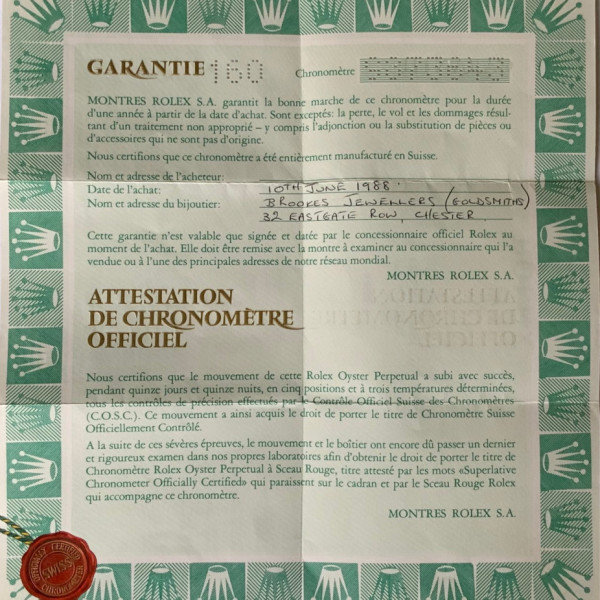 GARANTIE 160 Chronomètre
MONTRES ROLEX S.A. garantit la bonne marche de ce chronomètre pour la durée
d'une année à partir de la date d'achat. Sont exceptés: la perte, le vol et les dommages résul-
tant d'un traitement non approprié – y compris l'adjonction ou la substitution de pièces ou
d'accessoires qui ne sont pas d'origine.
Nous certifions que ce chronomètre a été entièrement manufacturé en Suisse.
Nom et adresse de l'acheteur:
Date de l'achat: 10TH JUNE 1988.
Nom et adresse du bijoutier: BROOKES JEWELLERS (GOLDSMITHS)
32 EASTGATE ROW, CHESTER.
Cette garantie n'est valable que signée et datée par le concessionnaire officiel Rolex au
moment de l'achat. Elle doit être remise avec la montre à examiner au concessionnaire qui l'a
vendue ou à l'une des principales adresses de notre réseau mondial.
MONTRES ROLEX S.A.
ATTESTATION
DE CHRONOMÈTRE
OFFICIEL
Nous certifions que le mouvement de cette Rolex Oyster Perpetual a subi avec succès,
pendant quinze jours et quinze nuits, en cinq positions et à trois températures déterminées,
tous les contrôles de précision effectués par le Contrôle Officiel Suisse des Chronomètres
(C.O.S.C.). Ce mouvement a ainsi acquis le droit de porter le titre de Chronomètre Suisse
Officiellement Contrôlé.
A la suite de ces sévères épreuves, le mouvement et le boîtier ont encore dû passer un dernier
et rigoureux examen dans nos propres laboratoires afin d'obtenir le droit de porter le titre de
Chronomètre Rolex Oyster Perpetual à Sceau Rouge, titre attesté par les mots «Superlative
Chronometer Officially Certified» qui paraissent sur le cadran et par le Sceau Rouge Rolex
qui accompagne ce chronomètre.
MONTRES ROLEX S.A.
OFFICIALLY CERTIFIED
SWISS
CHRONOMETER